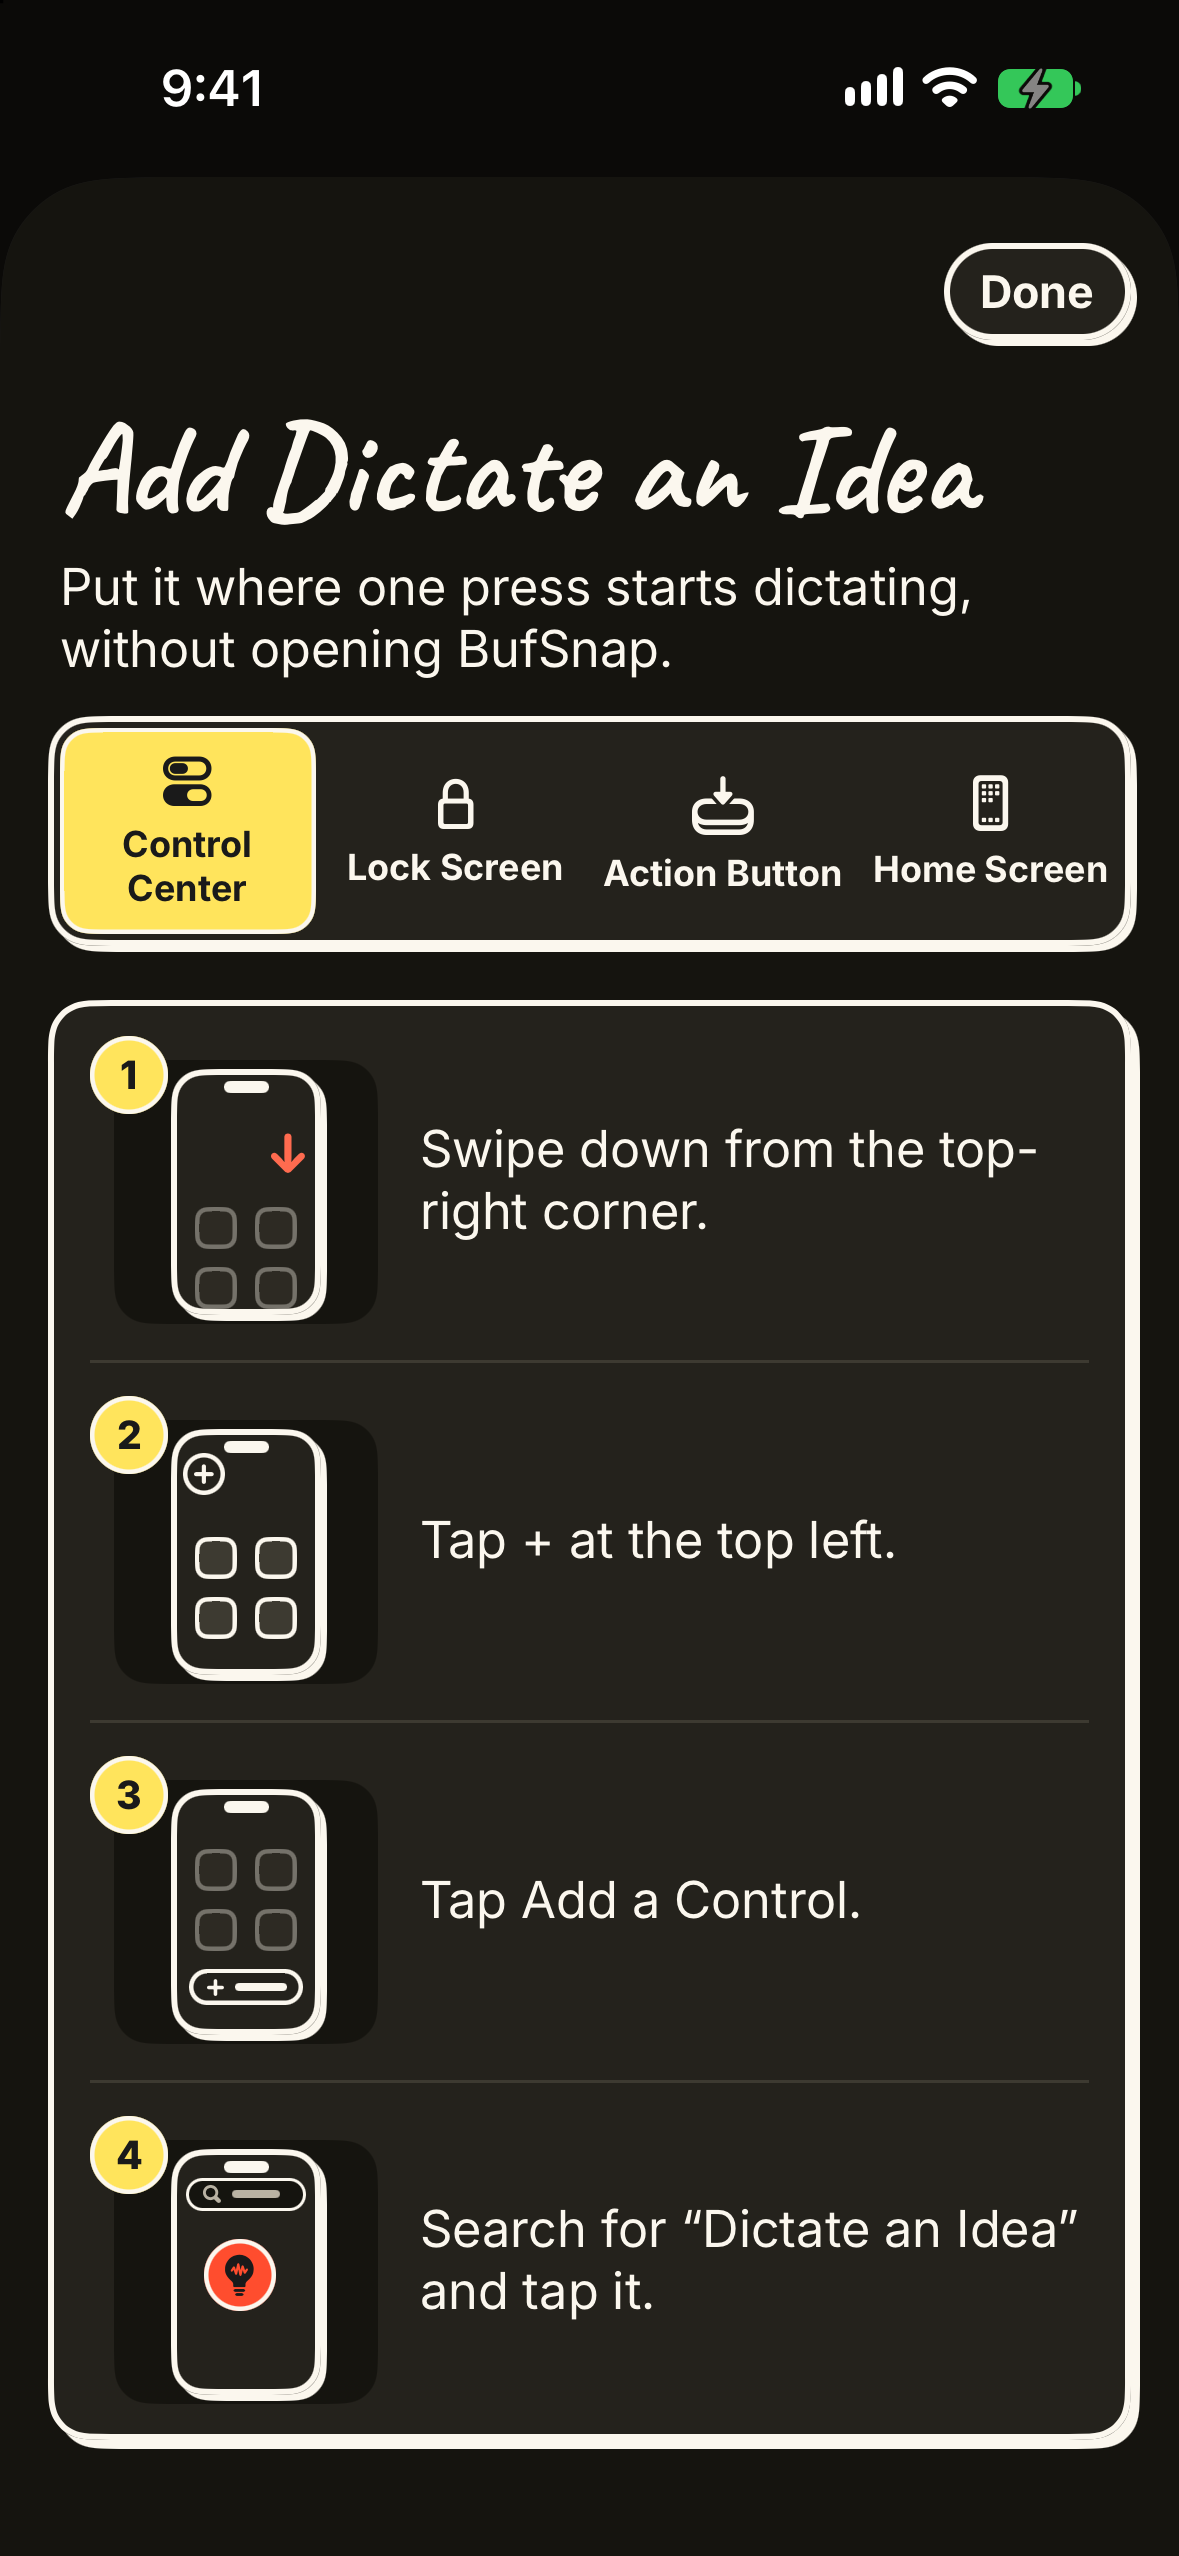 9:41
Done
Add Dictate an Idea
Put it where one press starts dictating,
without opening BufSnap.
Control
Center
Lock Screen
Action Button
Home Screen
1
Swipe down from the top-
right corner.
2
Tap + at the top left.
3
Tap Add a Control.
4
Search for “Dictate an Idea”
and tap it.